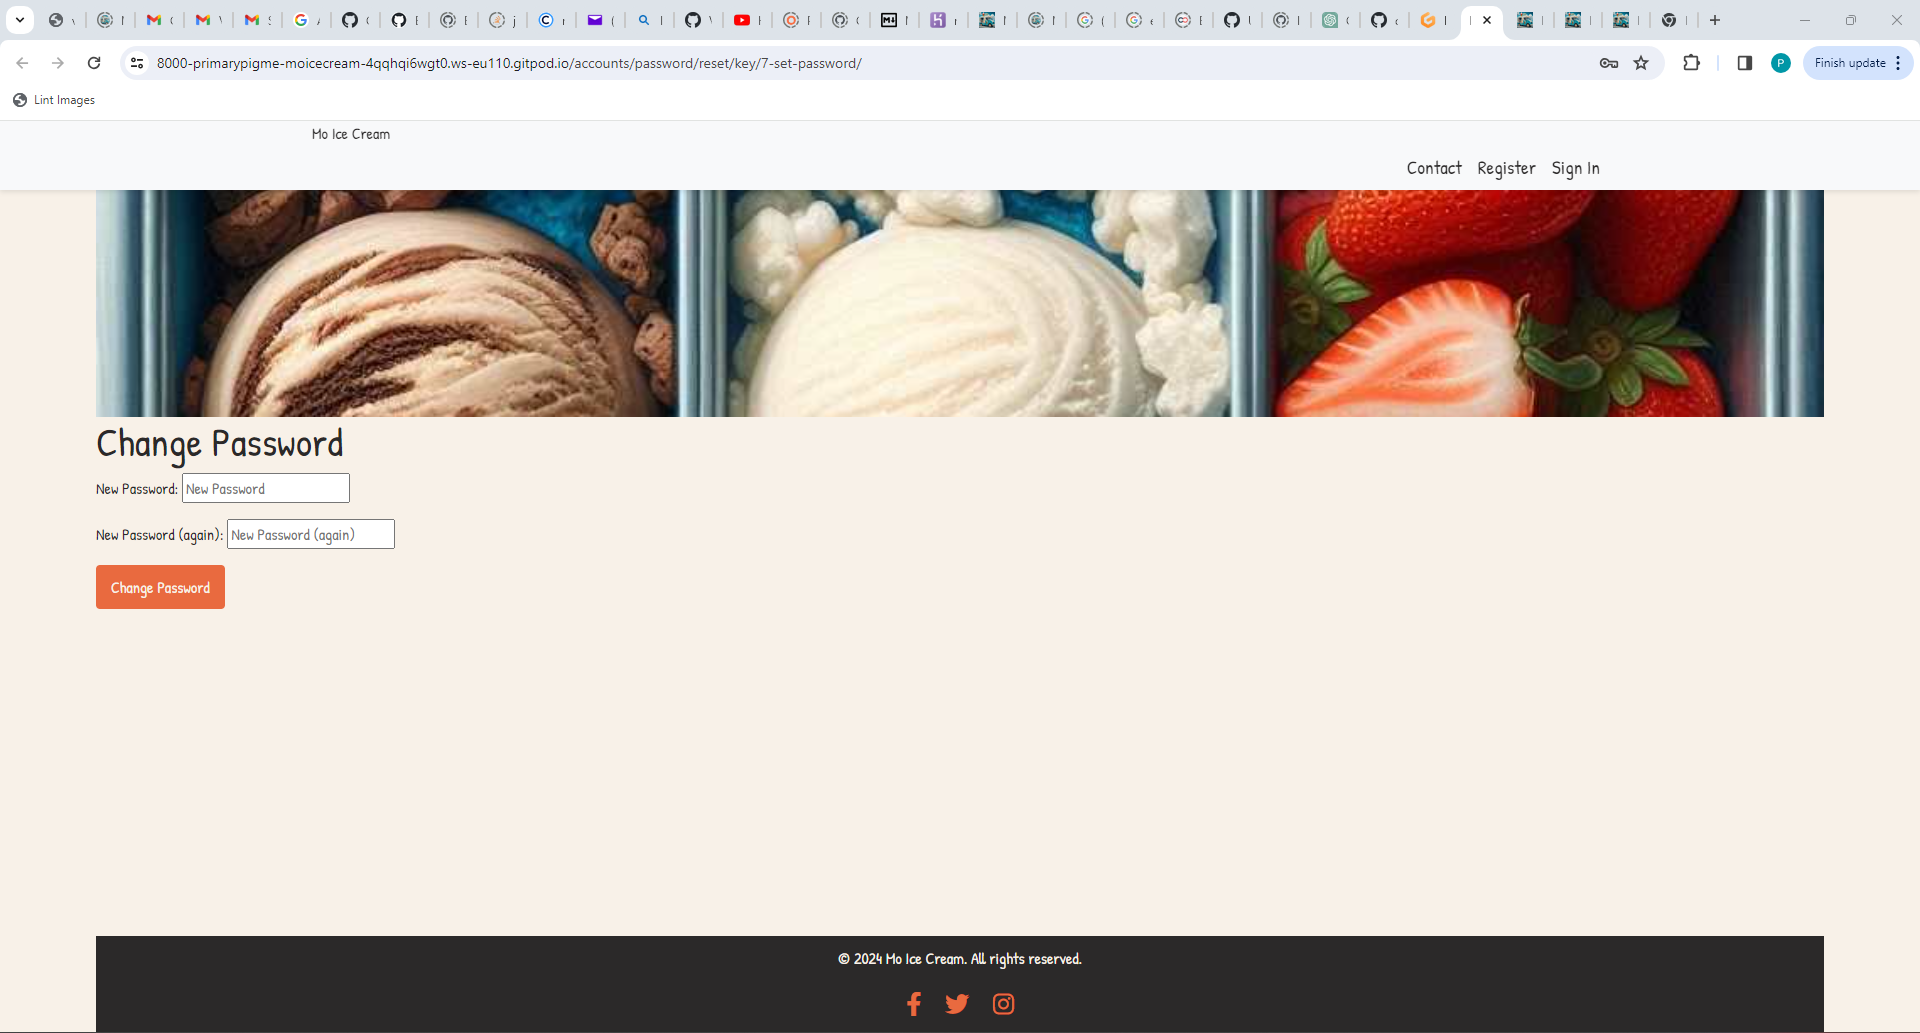 8000-primarypigme-moicecream-4qqhqi6wgt0.ws-eu110.gitpod.io/accounts/password/reset/key/7-set-password/
Finish update
Lint Images
Mo Ice Cream
Contact Register Sign In
Change Password
New Password: New Password
New Password (again): New Password (again)
Change Password
© 2024 Mo Ice Cream. All rights reserved.